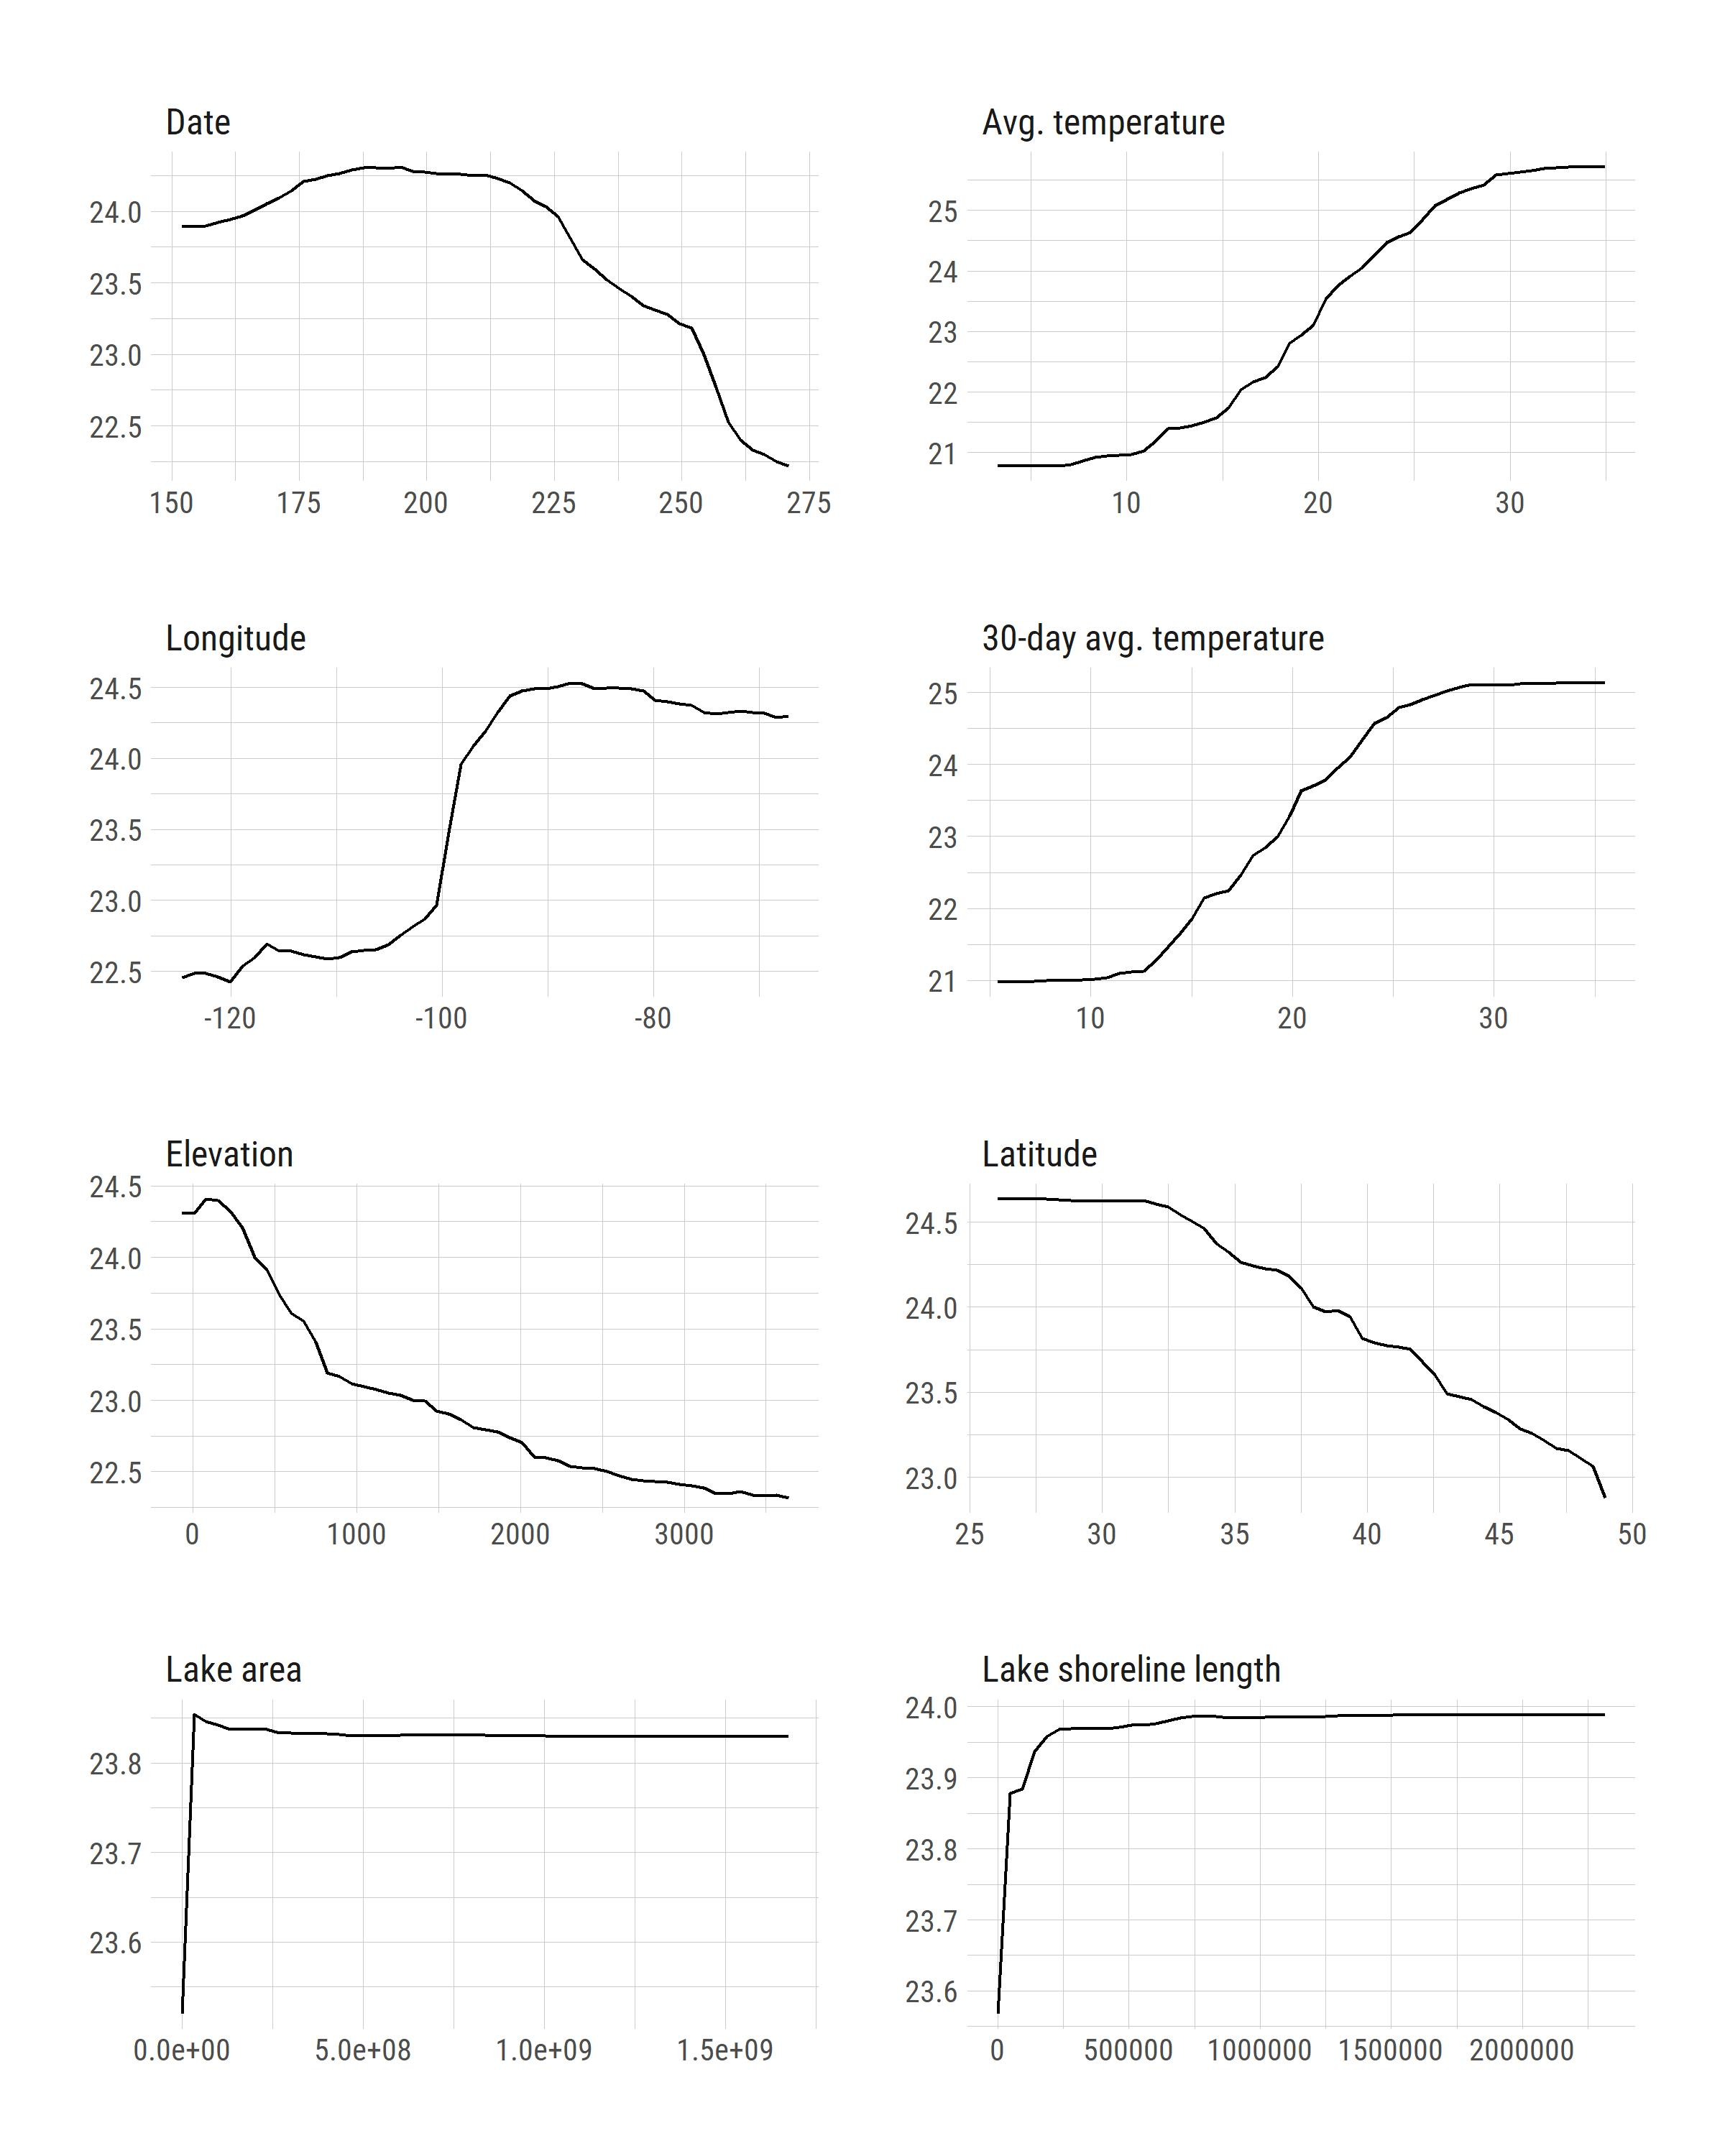 Date
24.0
23.5
23.0
22.5
150 175 200 225 250 275
Avg. temperature
25
24
23
22
21
10 20 30
Longitude
24.5
24.0
23.5
23.0
22.5
-120 -100 -80
30-day avg. temperature
25
24
23
22
21
10 20 30
Elevation
24.5
24.0
23.5
23.0
22.5
0 1000 2000 3000
Latitude
24.5
24.0
23.5
23.0
25 30 35 40 45 50
Lake area
23.8
23.7
23.6
0.0e+00 5.0e+08 1.0e+09 1.5e+09
Lake shoreline length
24.0
23.9
23.8
23.7
23.6
0 500000 1000000 1500000 2000000